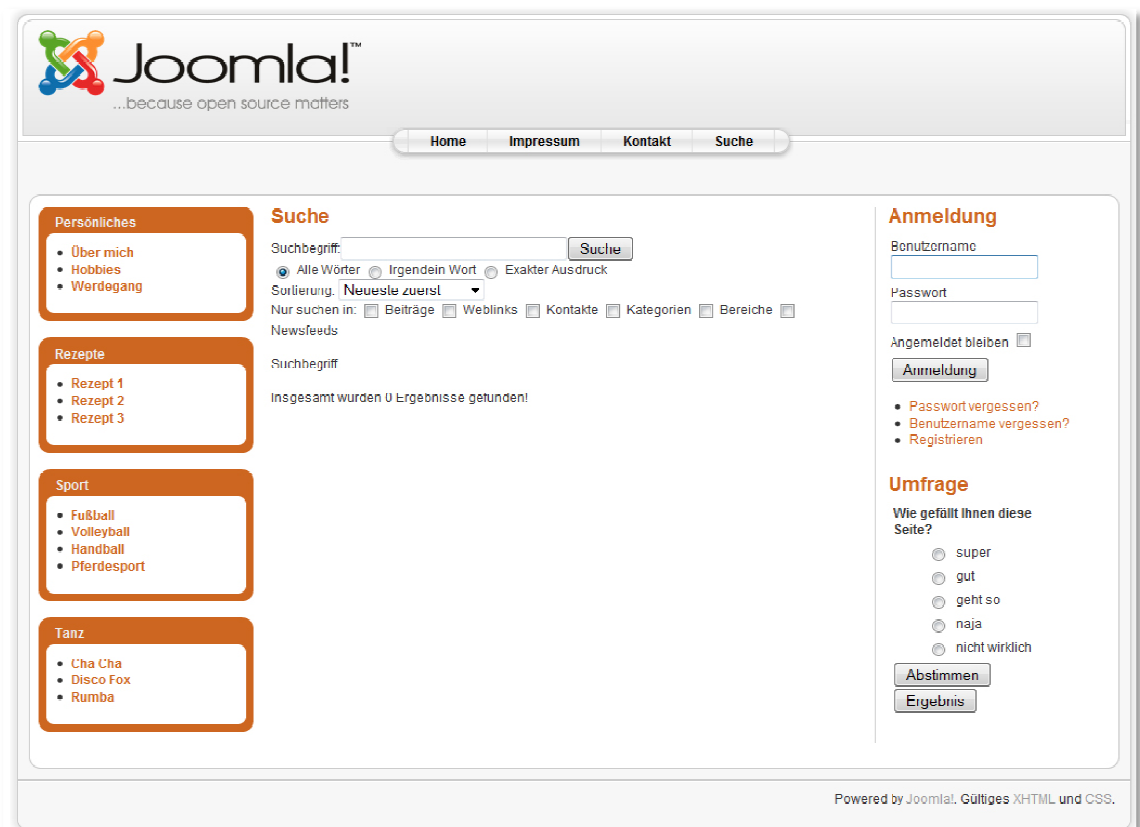 Joomla!™
...because open source matters
Home Impressum Kontakt Suche
Persönliches
Über mich
Hobbies
Werdegang
Rezepte
Rezept 1
Rezept 2
Rezept 3
Sport
Fußball
Volleyball
Handball
Pferdesport
Tanz
Cha Cha
Disco Fox
Rumba
Suche
Suchbegriff: Suche
Alle Wörter Irgendein Wort Exakter Ausdruck
Sortierung: Neueste zuerst
Nur suchen in: Beiträge Weblinks Kontakte Kategorien Bereiche
Newsfeeds
Suchbegriff
Insgesamt wurden 0 Ergebnisse gefunden!
Anmeldung
Benutzername
Passwort
Angemeldet bleiben
Anmeldung
Passwort vergessen?
Benutzername vergessen?
Registrieren
Umfrage
Wie gefällt Ihnen diese
Seite?
super
gut
geht so
naja
nicht wirklich
Abstimmen
Ergebnis
Powered by Joomla!. Gültiges XHTML und CSS.